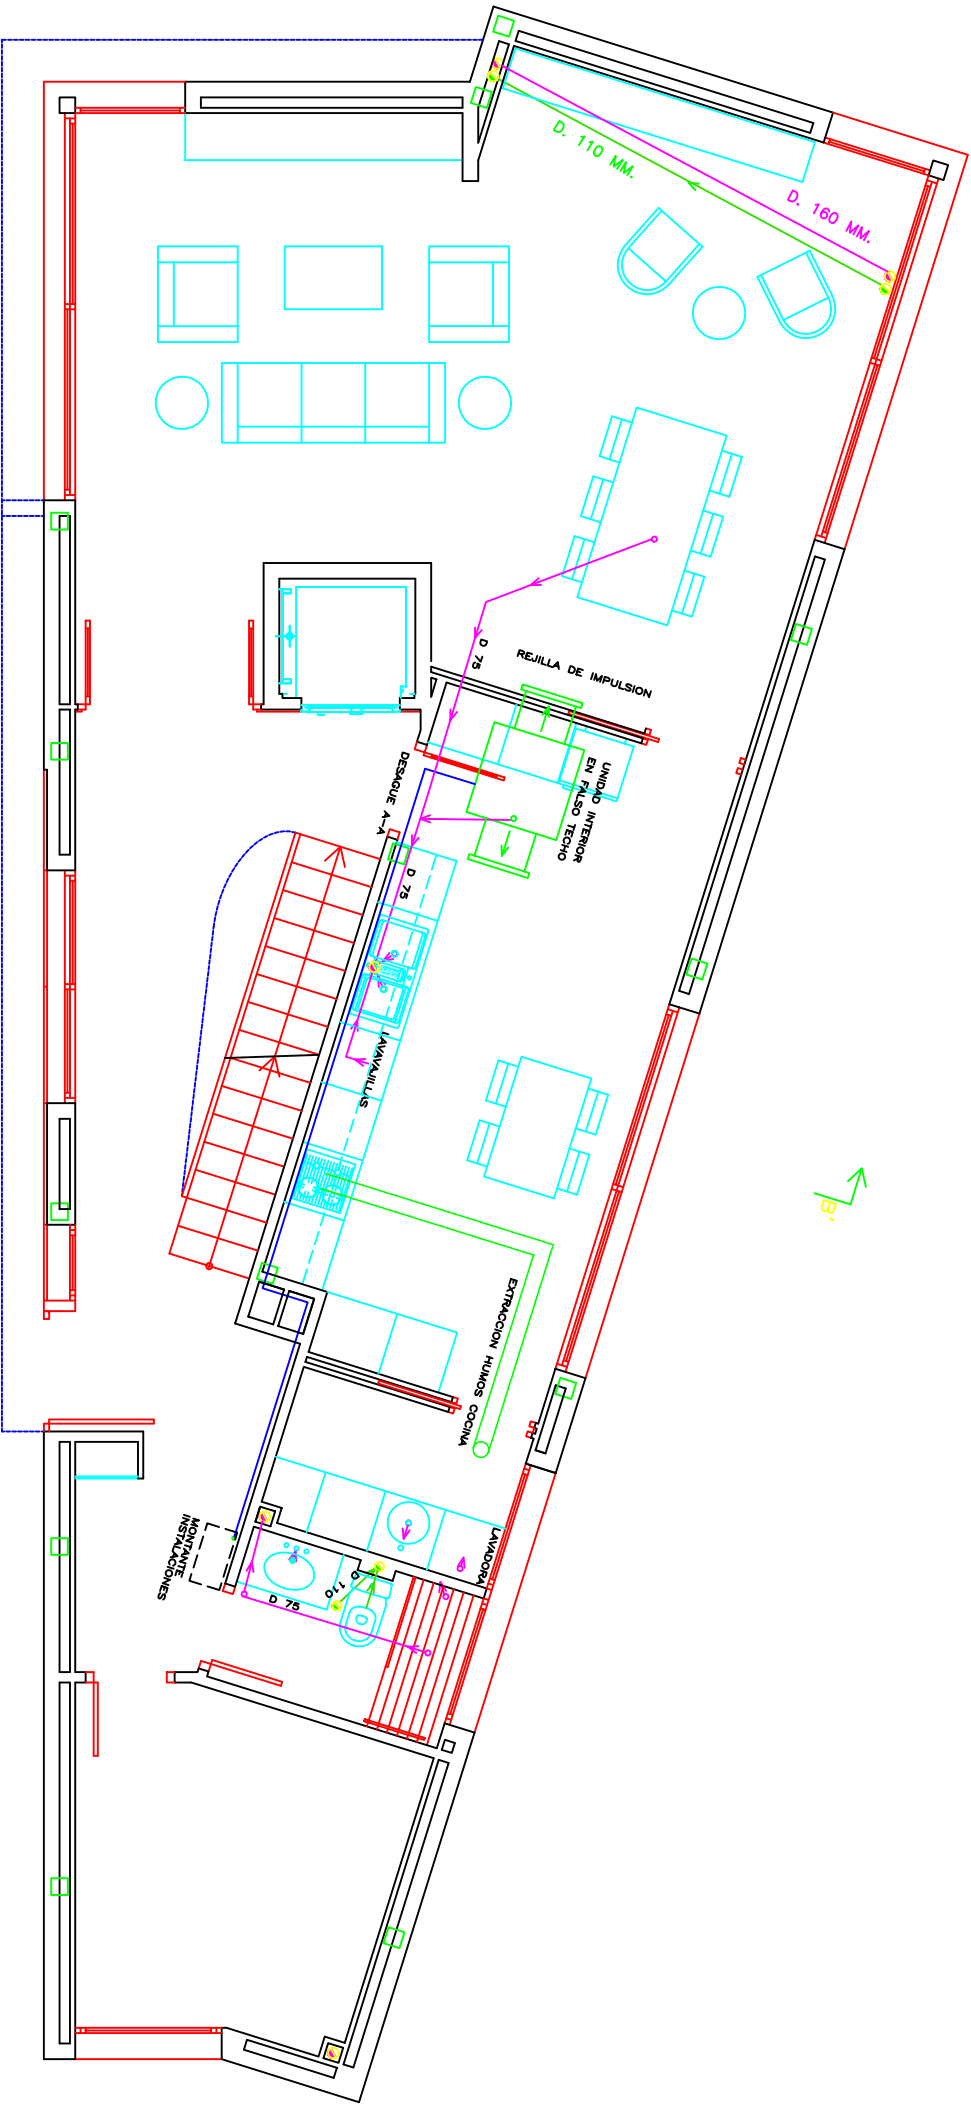 D. 110 MM.
D. 160 MM.
D 75
REJILLA DE IMPULSION
UNIDAD INTERIOR
EN FALSO TECHO
DESAGUE A-A
D 75
LAVAVAJILLAS
B'
EXTRACCION HUMOS COCINA
LAVADORA
MONTANTE
INSTALACIONES
D 110
D 75